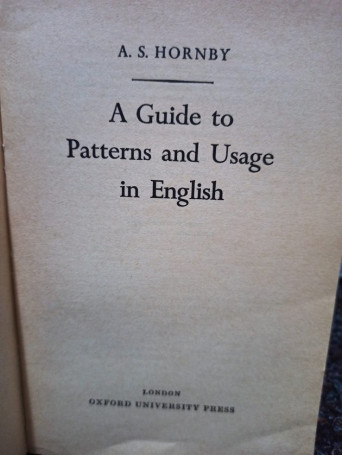 A. S. HORNBY
A Guide to
Patterns and Usage
in English
LONDON
OXFORD UNIVERSITY PRESS